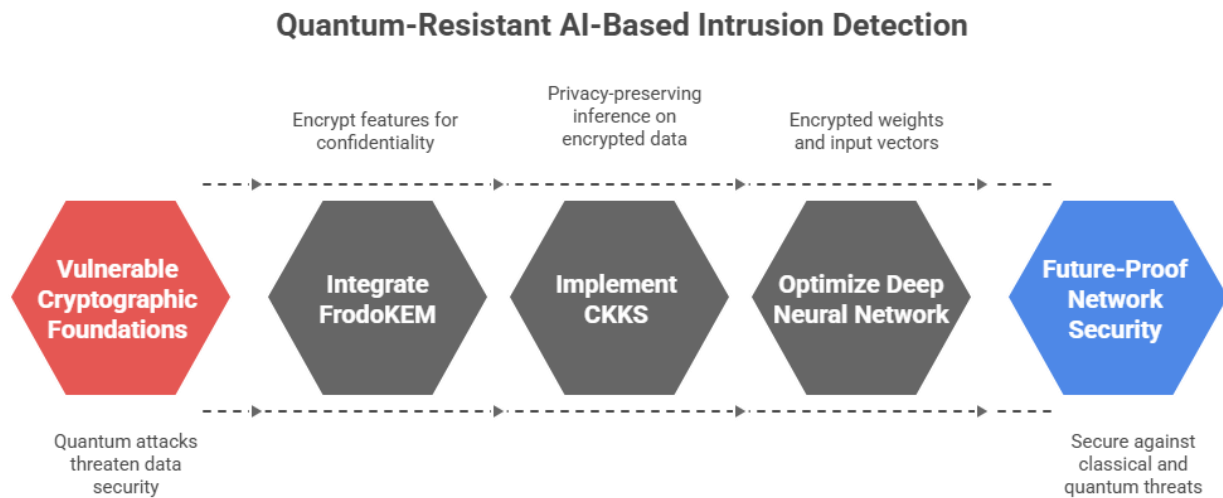 Quantum-Resistant AI-Based Intrusion Detection
Encrypt features for
confidentiality
Privacy-preserving
inference on
encrypted data
Encrypted weights
and input vectors
Vulnerable
Cryptographic
Foundations
Integrate
FrodoKEM
Implement
CKKS
Optimize Deep
Neural Network
Future-Proof
Network
Security
Quantum attacks
threaten data
security
Secure against
classical and
quantum threats